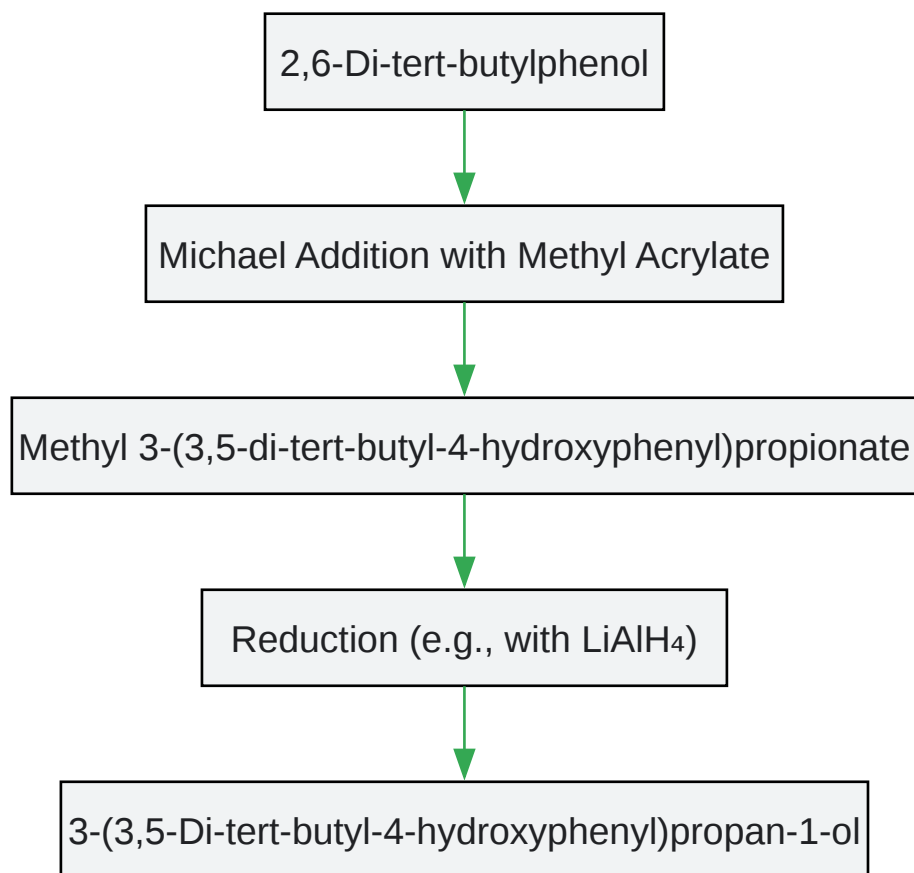 2,6-Di-tert-butylphenol
Michael Addition with Methyl Acrylate
Methyl 3-(3,5-di-tert-butyl-4-hydroxyphenyl)propionate
Reduction (e.g., with LiAlH₄)
3-(3,5-Di-tert-butyl-4-hydroxyphenyl)propan-1-ol